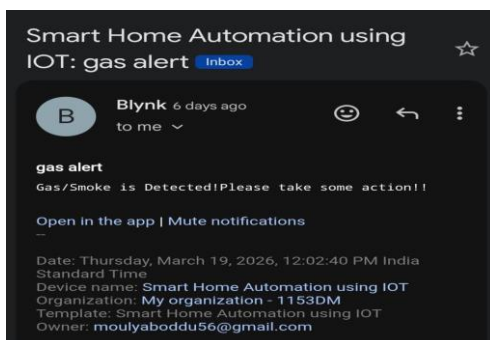 Smart Home Automation using
IOT: gas alert Inbox
B
Blynk 6 days ago
to me
gas alert
Gas/Smoke is Detected!Please take some action!!
Open in the app | Mute notifications
--
Date: Thursday, March 19, 2026, 12:02:40 PM India
Standard Time
Device name: Smart Home Automation using IOT
Organization: My organization - 1153DM
Template: Smart Home Automation using IOT
Owner: moulyaboddu56@gmail.com